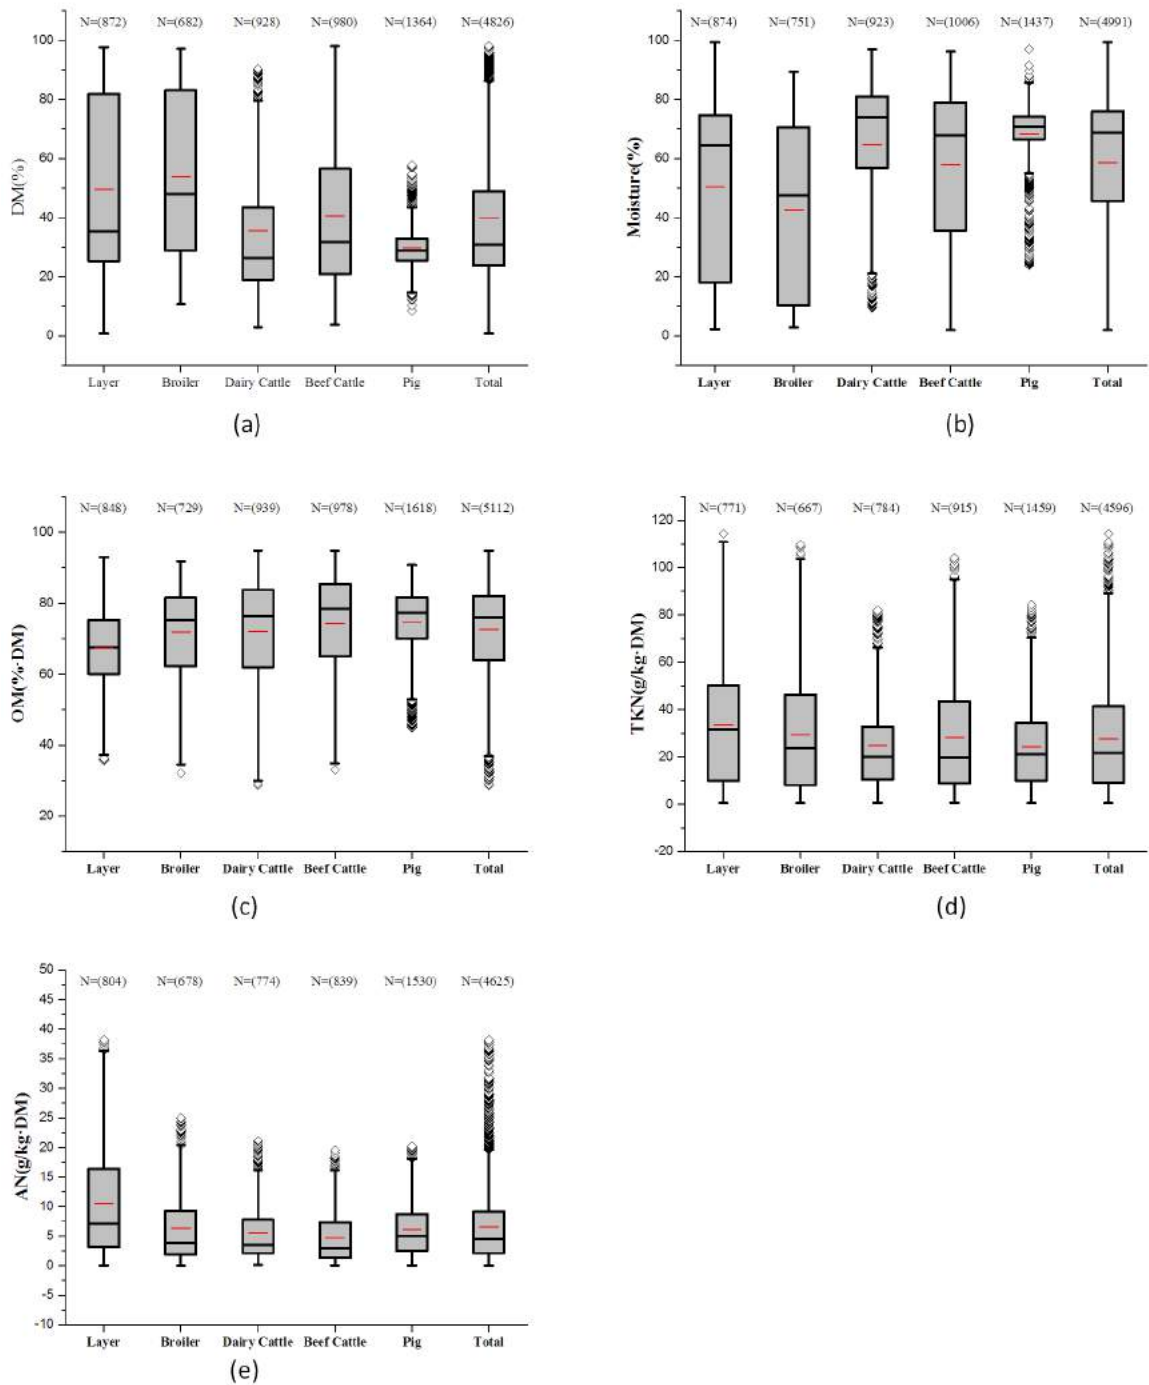 N=(872) N=(682) N=(928) N=(980) N=(1364) N=(4826)
100
80
60
40
20
0
DM(%)
Layer Broiler Dairy Cattle Beef Cattle Pig Total
(a)
N=(874) N=(751) N=(923) N=(1006) N=(1437) N=(4991)
100
80
60
40
20
0
Moisture(%)
Layer Broiler Dairy Cattle Beef Cattle Pig Total
(b)
N=(848) N=(729) N=(939) N=(978) N=(1618) N=(5112)
100
80
60
40
20
OM(%·DM)
Layer Broiler Dairy Cattle Beef Cattle Pig Total
(c)
N=(771) N=(667) N=(784) N=(915) N=(1459) N=(4596)
120
100
80
60
40
20
0
-20
TKN(g/kg·DM)
Layer Broiler Dairy Cattle Beef Cattle Pig Total
(d)
N=(804) N=(678) N=(774) N=(839) N=(1530) N=(4625)
50
45
40
35
30
25
20
15
10
5
0
-5
-10
AN(g/kg·DM)
Layer Broiler Dairy Cattle Beef Cattle Pig Total
(e)